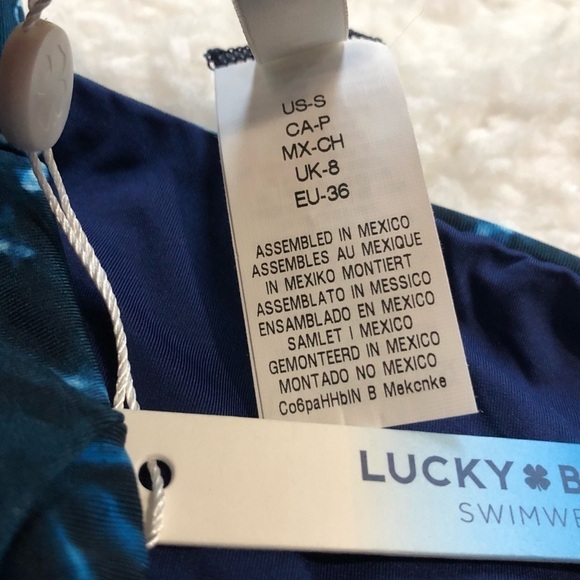 US-S
CA-P
MX-CH
UK-8
EU-36
ASSEMBLED IN MEXICO
ASSEMBLES AU MEXIQUE
IN MEXIKO MONTIERT
ASSEMBLATO IN MESSICO
ENSAMBLADO EN MEXICO
SAMLET I MEXICO
GEMONTEERD IN MEXICO
MONTADO NO MEXICO
Co6paHHbIN B Mekcnke
LUCKY B
SWIMWE